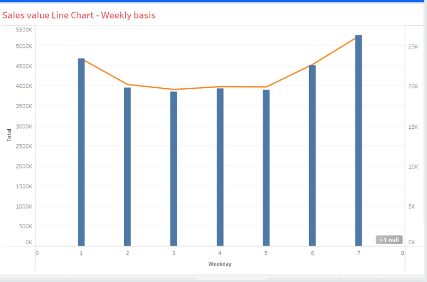 Sales value Line Chart - Weekly basis
5500K
5000K
4500K
4000K
3500K
3000K
2500K
2000K
1500K
1000K
500K
0K
Total
25K
20K
15K
10K
5K
0K
>1 null
0 1 2 3 4 5 6 7 8
Weekday